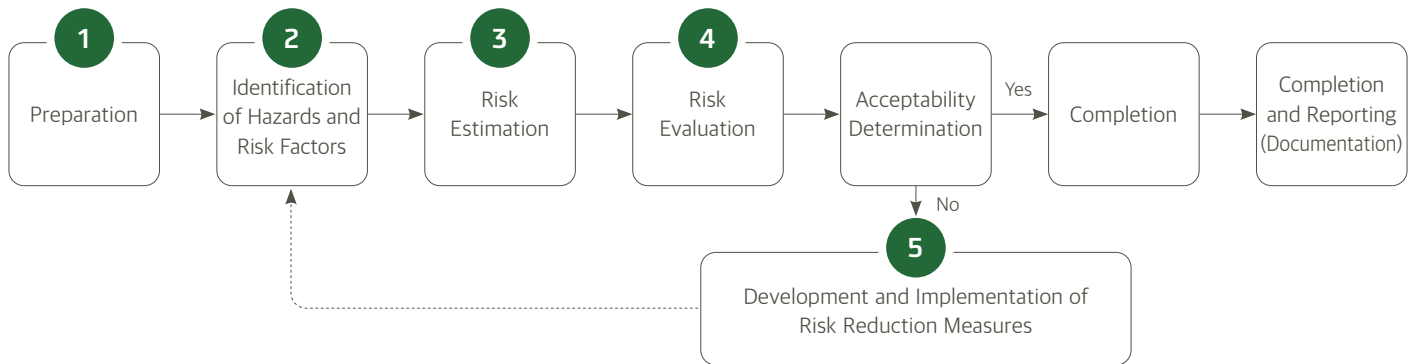 1
Preparation
2
Identification
of Hazards and
Risk Factors
3
Risk
Estimation
4
Risk
Evaluation
Acceptability
Determination
Yes
Completion
Completion
and Reporting
(Documentation)
No
5
Development and Implementation of
Risk Reduction Measures